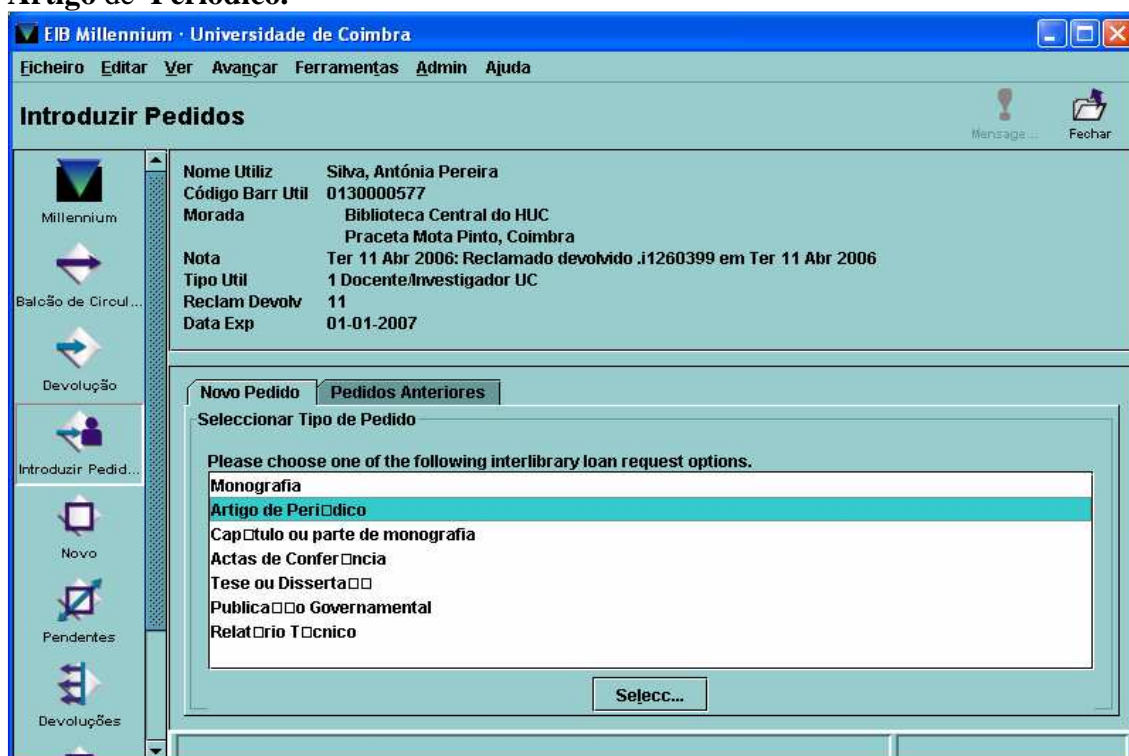 Artigo de Periódico.
EIB Millennium · Universidade de Coimbra
Ficheiro Editar Ver Avançar Ferramentas Admin Ajuda
Introduzir Pedidos
Mensage...
Fechar
Millennium
Balcão de Circul...
Devolução
Introduzir Pedid...
Novo
Pendentes
Devoluções
Nome Utiliz Silva, Antónia Pereira
Código Barr Util 0130000577
Morada Biblioteca Central do HUC
Praceta Mota Pinto, Coimbra
Nota Ter 11 Abr 2006: Reclamado devolvido .i1260399 em Ter 11 Abr 2006
Tipo Util 1 Docente/Investigador UC
Reclam Devolv 11
Data Exp 01-01-2007
Novo Pedido Pedidos Anteriores
Seleccionar Tipo de Pedido
Please choose one of the following interlibrary loan request options.
Monografia
Artigo de Peri□dico
Cap□tulo ou parte de monografia
Actas de Confer□ncia
Tese ou Disserta□□
Publica□□o Governamental
Relat□rio T□cnico
Selecc...